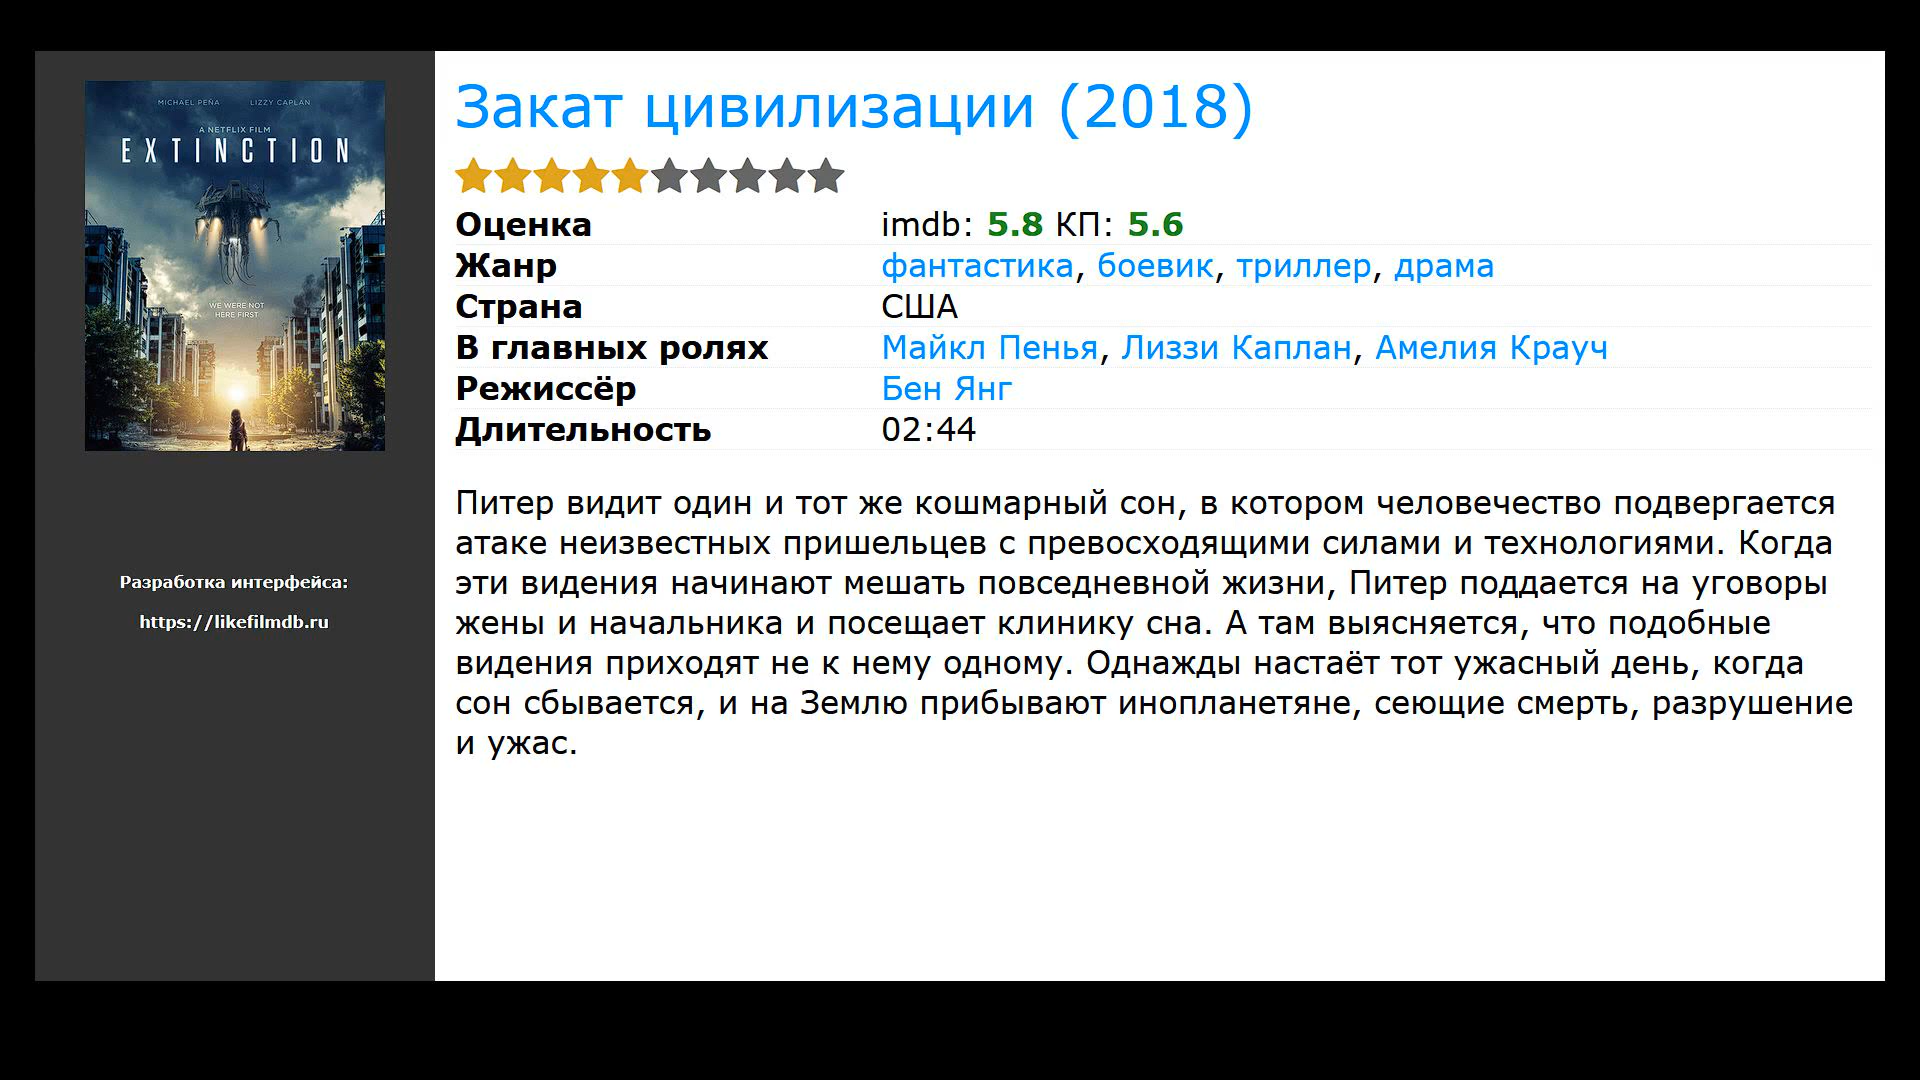 MICHAEL PEÑA LIZZY CAPLAN
A NETFLIX FILM
EXTINCTION
WE WERE NOT
HERE FIRST
Разработка интерфейса:
https://likefilmdb.ru
Закат цивилизации (2018)
Оценка imdb: 5.8 КП: 5.6
Жанр фантастика, боевик, триллер, драма
Страна США
В главных ролях Майкл Пенья, Лиззи Каплан, Амелия Крауч
Режиссёр Бен Янг
Длительность 02:44
Питер видит один и тот же кошмарный сон, в котором человечество подвергается
атаке неизвестных пришельцев с превосходящими силами и технологиями. Когда
эти видения начинают мешать повседневной жизни, Питер поддается на уговоры
жены и начальника и посещает клинику сна. А там выясняется, что подобные
видения приходят не к нему одному. Однажды настаёт тот ужасный день, когда
сон сбывается, и на Землю прибывают инопланетяне, сеющие смерть, разрушение
и ужас.